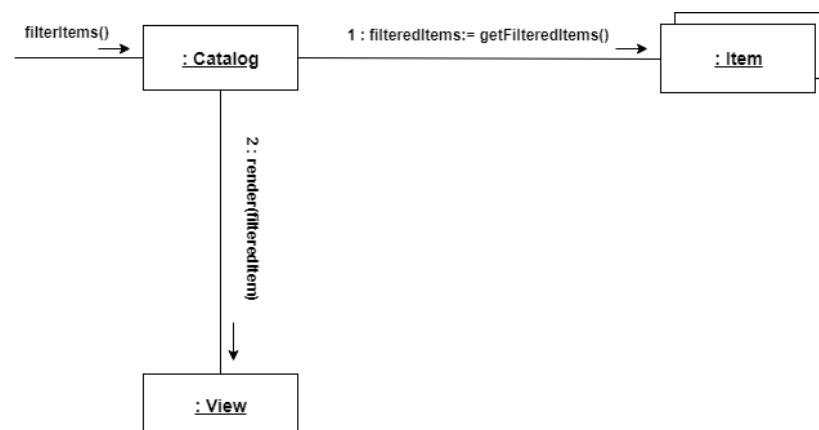 filterItems()
: Catalog
1 : filteredItems:= getFilteredItems()
: Item
2 : render(filteredItem)
: View